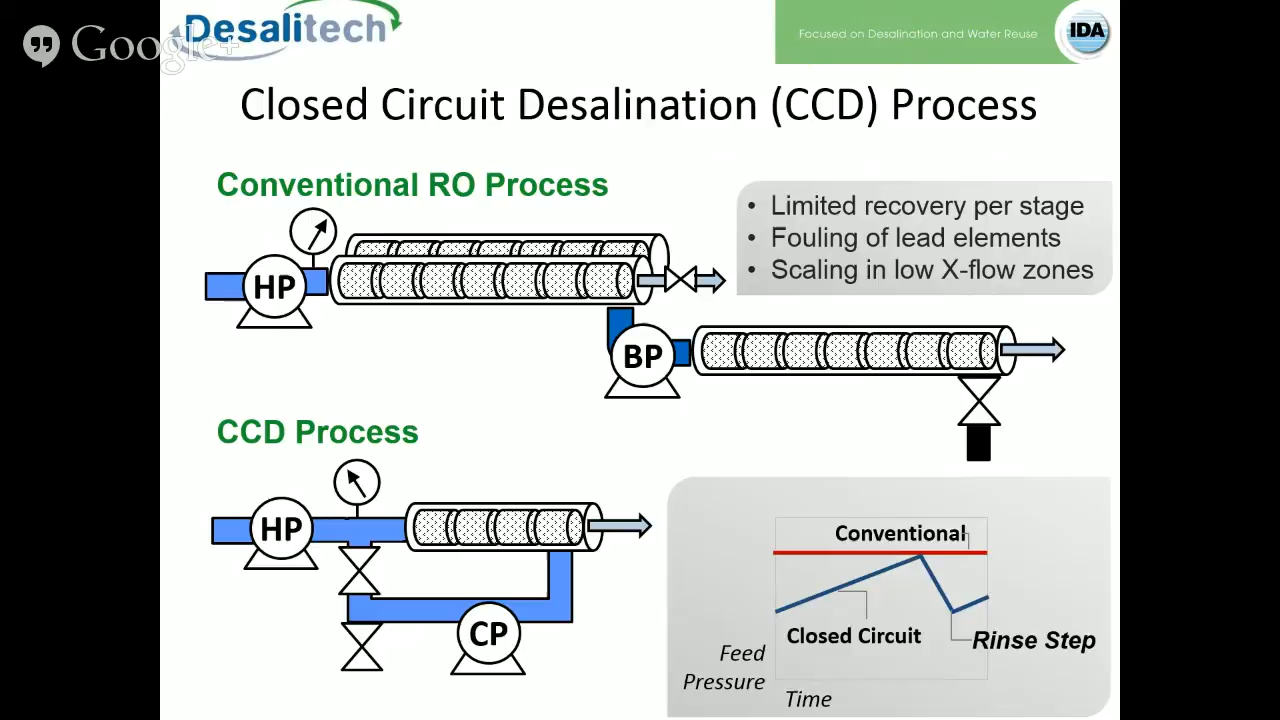 Google+
Desalitech
Focused on Desalination and Water Reuse
IDA
Closed Circuit Desalination (CCD) Process
Conventional RO Process
• Limited recovery per stage
• Fouling of lead elements
• Scaling in low X-flow zones
HP
BP
CCD Process
HP
CP
Conventional
Closed Circuit
Rinse Step
Feed
Pressure
Time